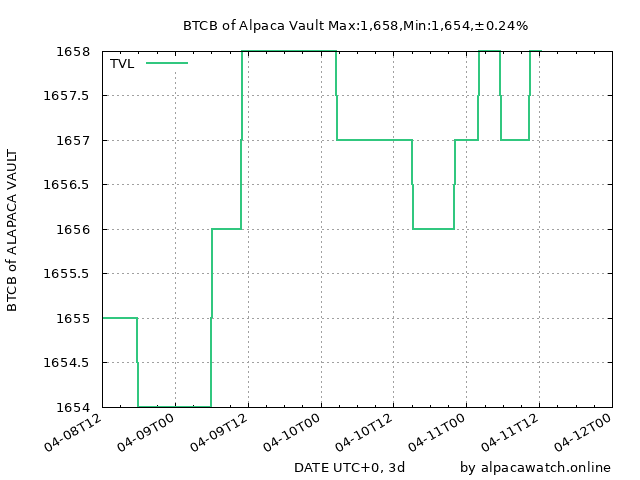 BTCB of Alpaca Vault Max:1,658,Min:1,654,±0.24%
TVL
1658
1657.5
1657
1656.5
1656
1655.5
1655
1654.5
1654
BTCB of ALAPACA VAULT
04-08T12
04-09T00
04-09T12
04-10T00
04-10T12
04-11T00
04-11T12
04-12T00
DATE UTC+0, 3d
by alpacawatch.online